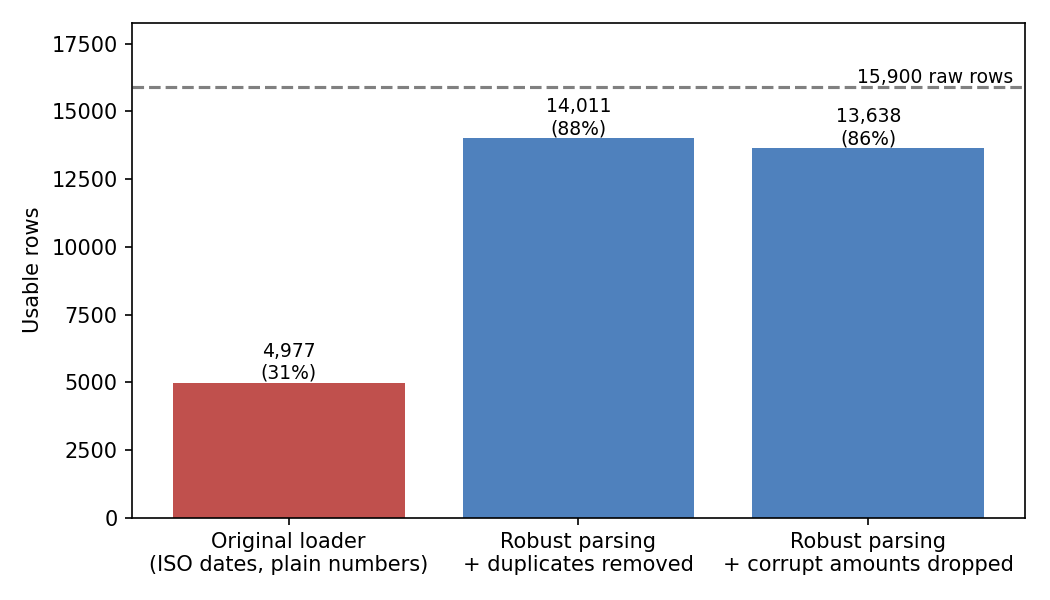 17500
15000
12500
10000
7500
5000
2500
0
Usable rows
15,900 raw rows
4,977
(31%)
14,011
(88%)
13,638
(86%)
Original loader
(ISO dates, plain numbers)
Robust parsing
+ duplicates removed
Robust parsing
+ corrupt amounts dropped